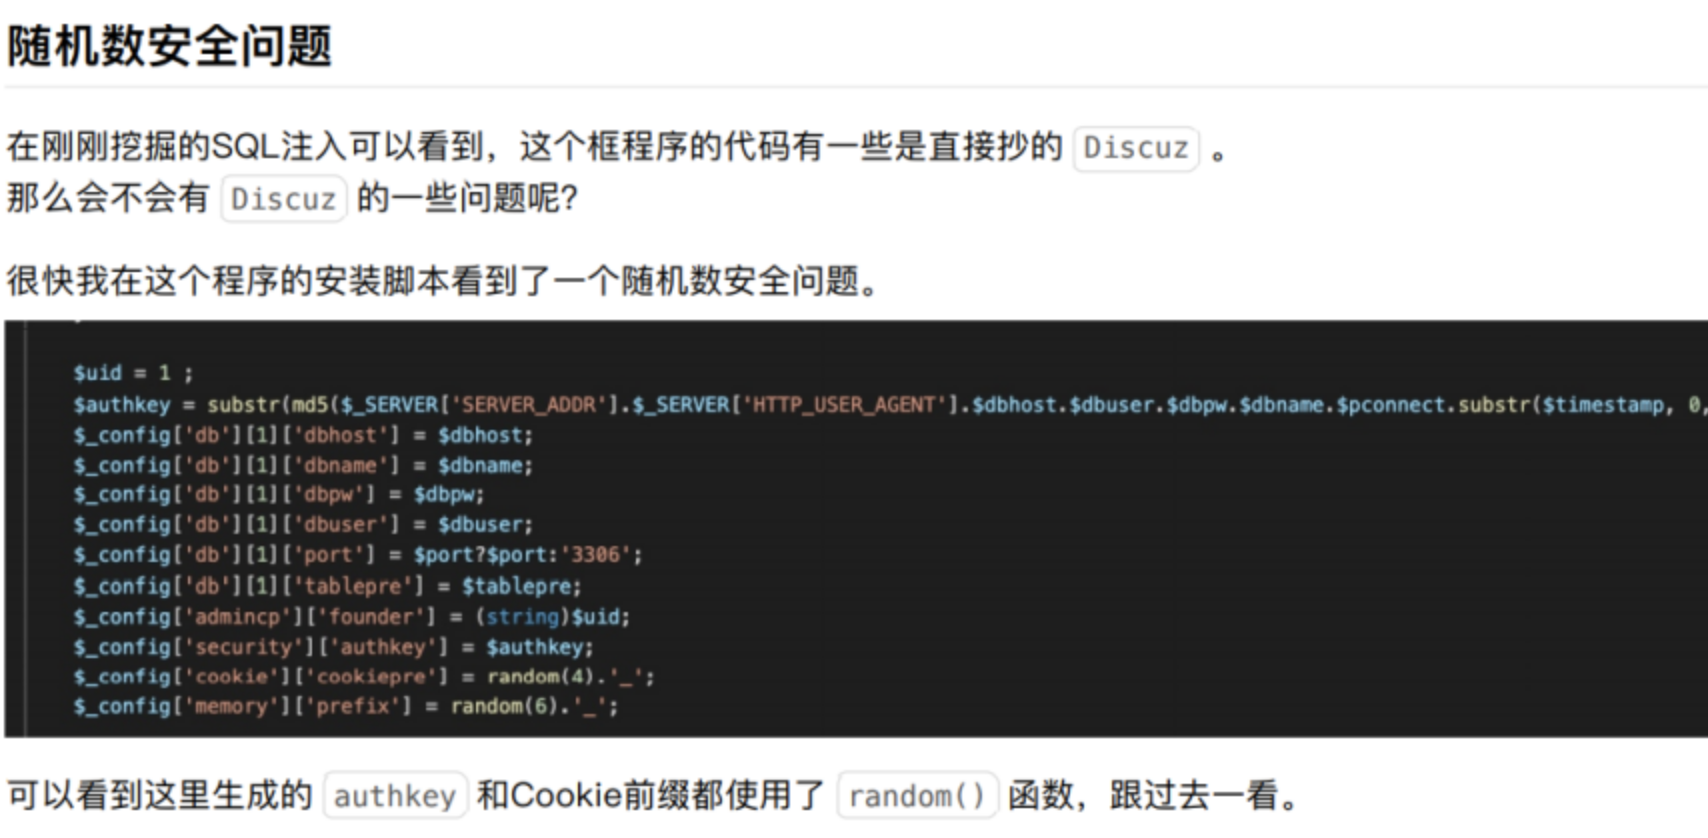 随机数安全问题
在刚刚挖掘的SQL注入可以看到，这个框程序的代码有一些是直接抄的 Discuz 。
那么会不会有 Discuz 的一些问题呢?
很快我在这个程序的安装脚本看到了一个随机数安全问题。
$uid = 1 ;
$authkey = substr(md5($_SERVER['SERVER_ADDR'].$_SERVER['HTTP_USER_AGENT'].$dbhost.$dbuser.$dbpw.$dbname.$pconnect.substr($timestamp, 0,
$_config['db'][1]['dbhost'] = $dbhost;
$_config['db'][1]['dbname'] = $dbname;
$_config['db'][1]['dbpw'] = $dbpw;
$_config['db'][1]['dbuser'] = $dbuser;
$_config['db'][1]['port'] = $port?$port:'3306';
$_config['db'][1]['tablepre'] = $tablepre;
$_config['admincp']['founder'] = (string)$uid;
$_config['security']['authkey'] = $authkey;
$_config['cookie']['cookiepre'] = random(4).'_';
$_config['memory']['prefix'] = random(6).'_';
可以看到这里生成的 authkey 和Cookie前缀都使用了 random() 函数，跟过去一看。